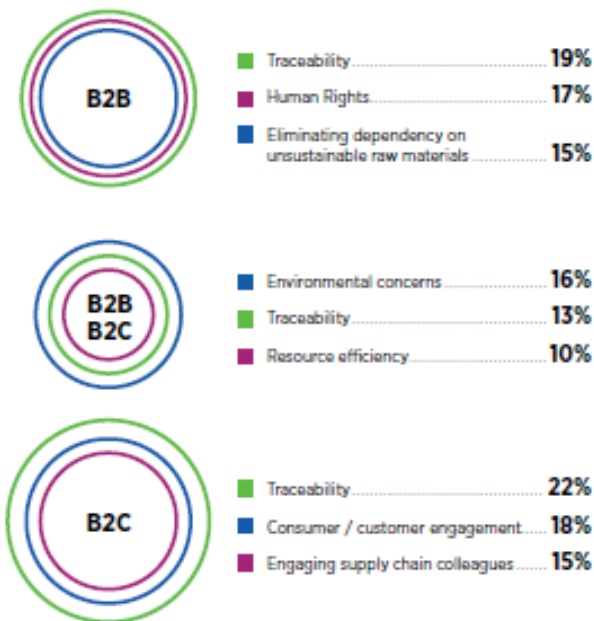 B2B
Traceability 19%
Human Rights 17%
Eliminating dependency on
unsustainable raw materials 15%
B2B
B2C
Environmental concerns 16%
Traceability 13%
Resource efficiency 10%
B2C
Traceability 22%
Consumer / customer engagement 18%
Engaging supply chain colleagues 15%